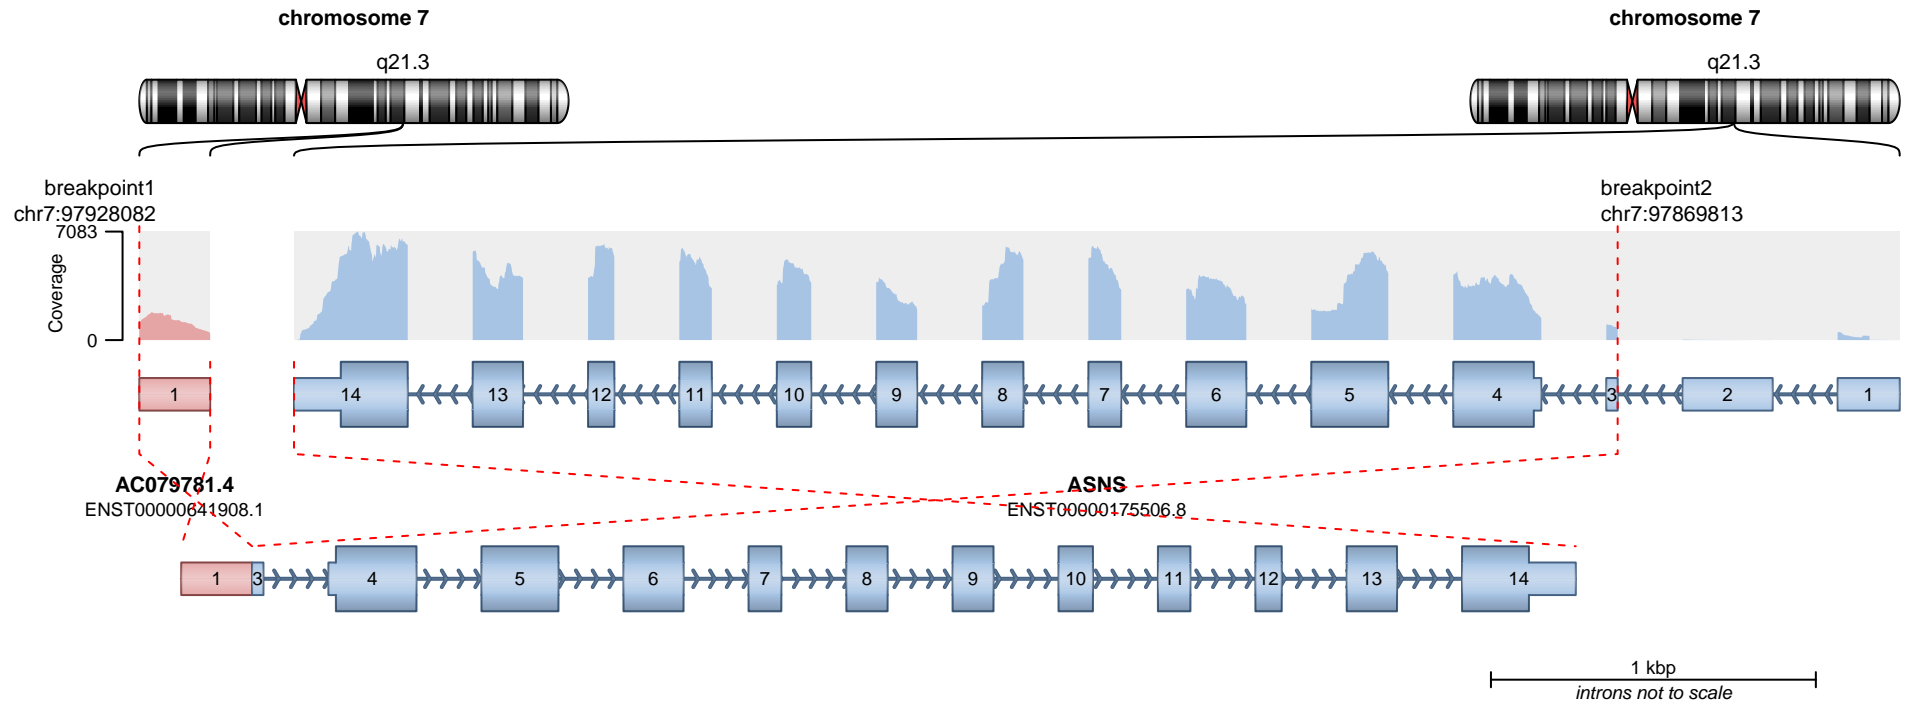 chromosome 7
chromosome 7
q21.3
q21.3
breakpoint1
chr7:97928082
breakpoint2
chr7:97869813
7083
Coverage
0
1
14
13
12
11
10
9
8
7
6
5
4
3
2
1
AC079781.4
ENST00000641908.1
ASNS
ENST00000175506.8
1
3
4
5
6
7
8
9
10
11
12
13
14
1 kbp
introns not to scale